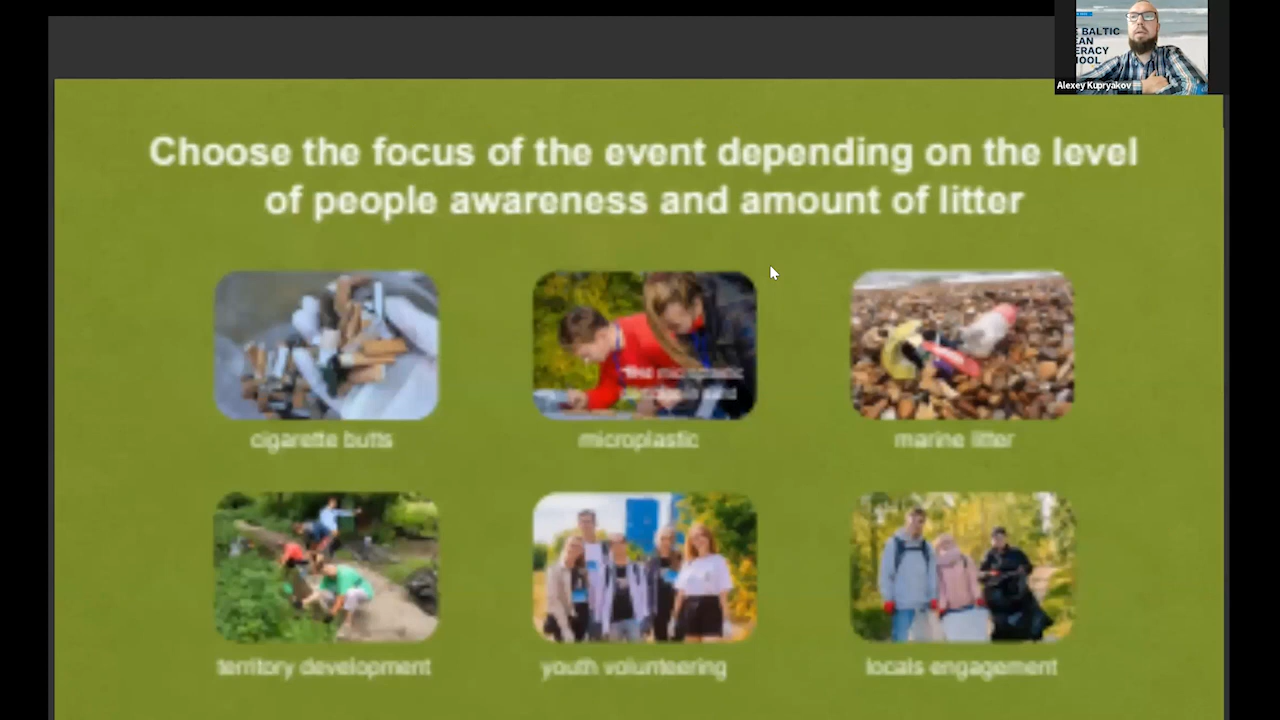 BALTIC
Alexey Kupryakov
Choose the focus of the event depending on the level
of people awareness and amount of litter
cigarette butts
microplastic
marine litter
territory development
youth volunteering
locals engagement